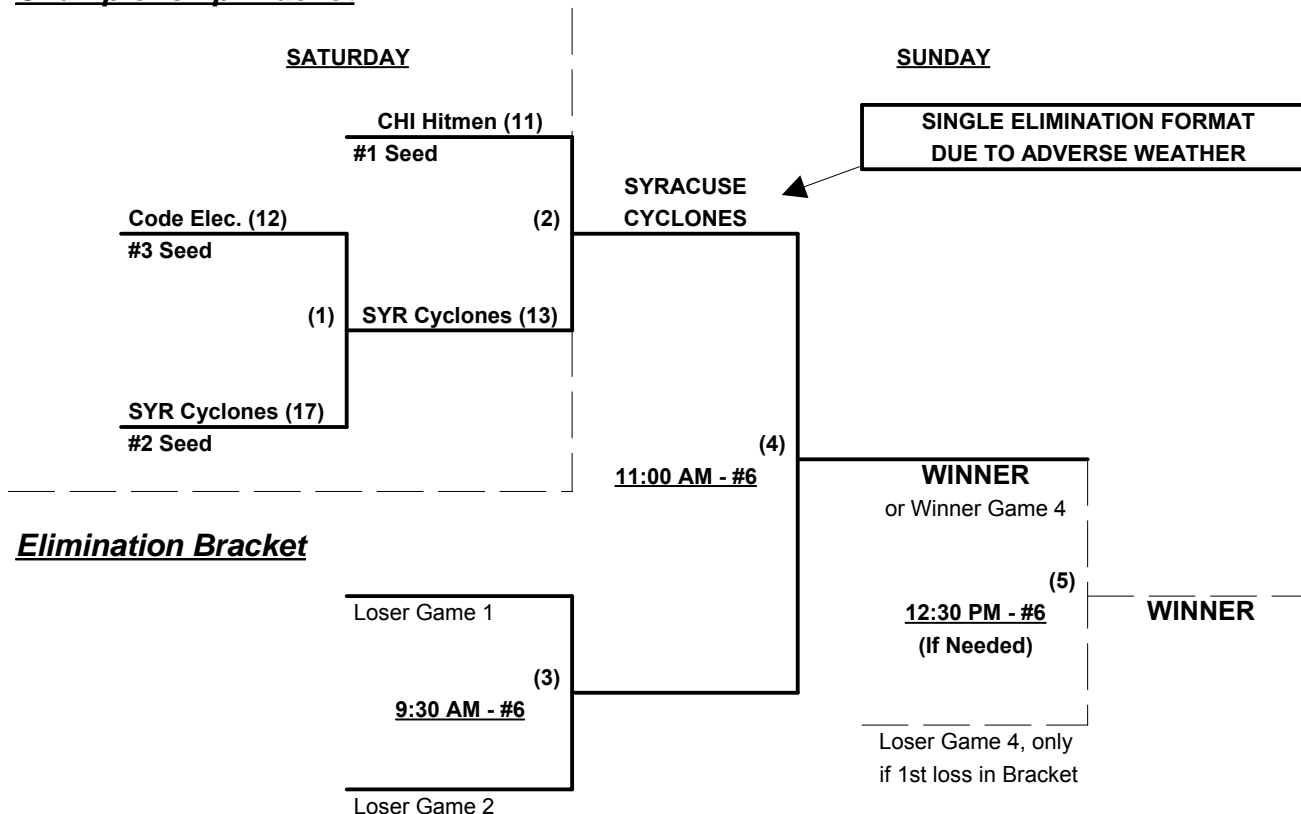 SATURDAY
SUNDAY
CHI Hitmen (11)
#1 Seed
SINGLE ELIMINATION FORMAT
DUE TO ADVERSE WEATHER
SYRACUSE
CYCLONES
Code Elec. (12)
#3 Seed
(2)
(1)
SYR Cyclones (13)
SYR Cyclones (17)
#2 Seed
(4)
11:00 AM - #6
WINNER
or Winner Game 4
Elimination Bracket
Loser Game 1
(5)
12:30 PM - #6
(If Needed)
WINNER
(3)
9:30 AM - #6
Loser Game 4, only
if 1st loss in Bracket
Loser Game 2